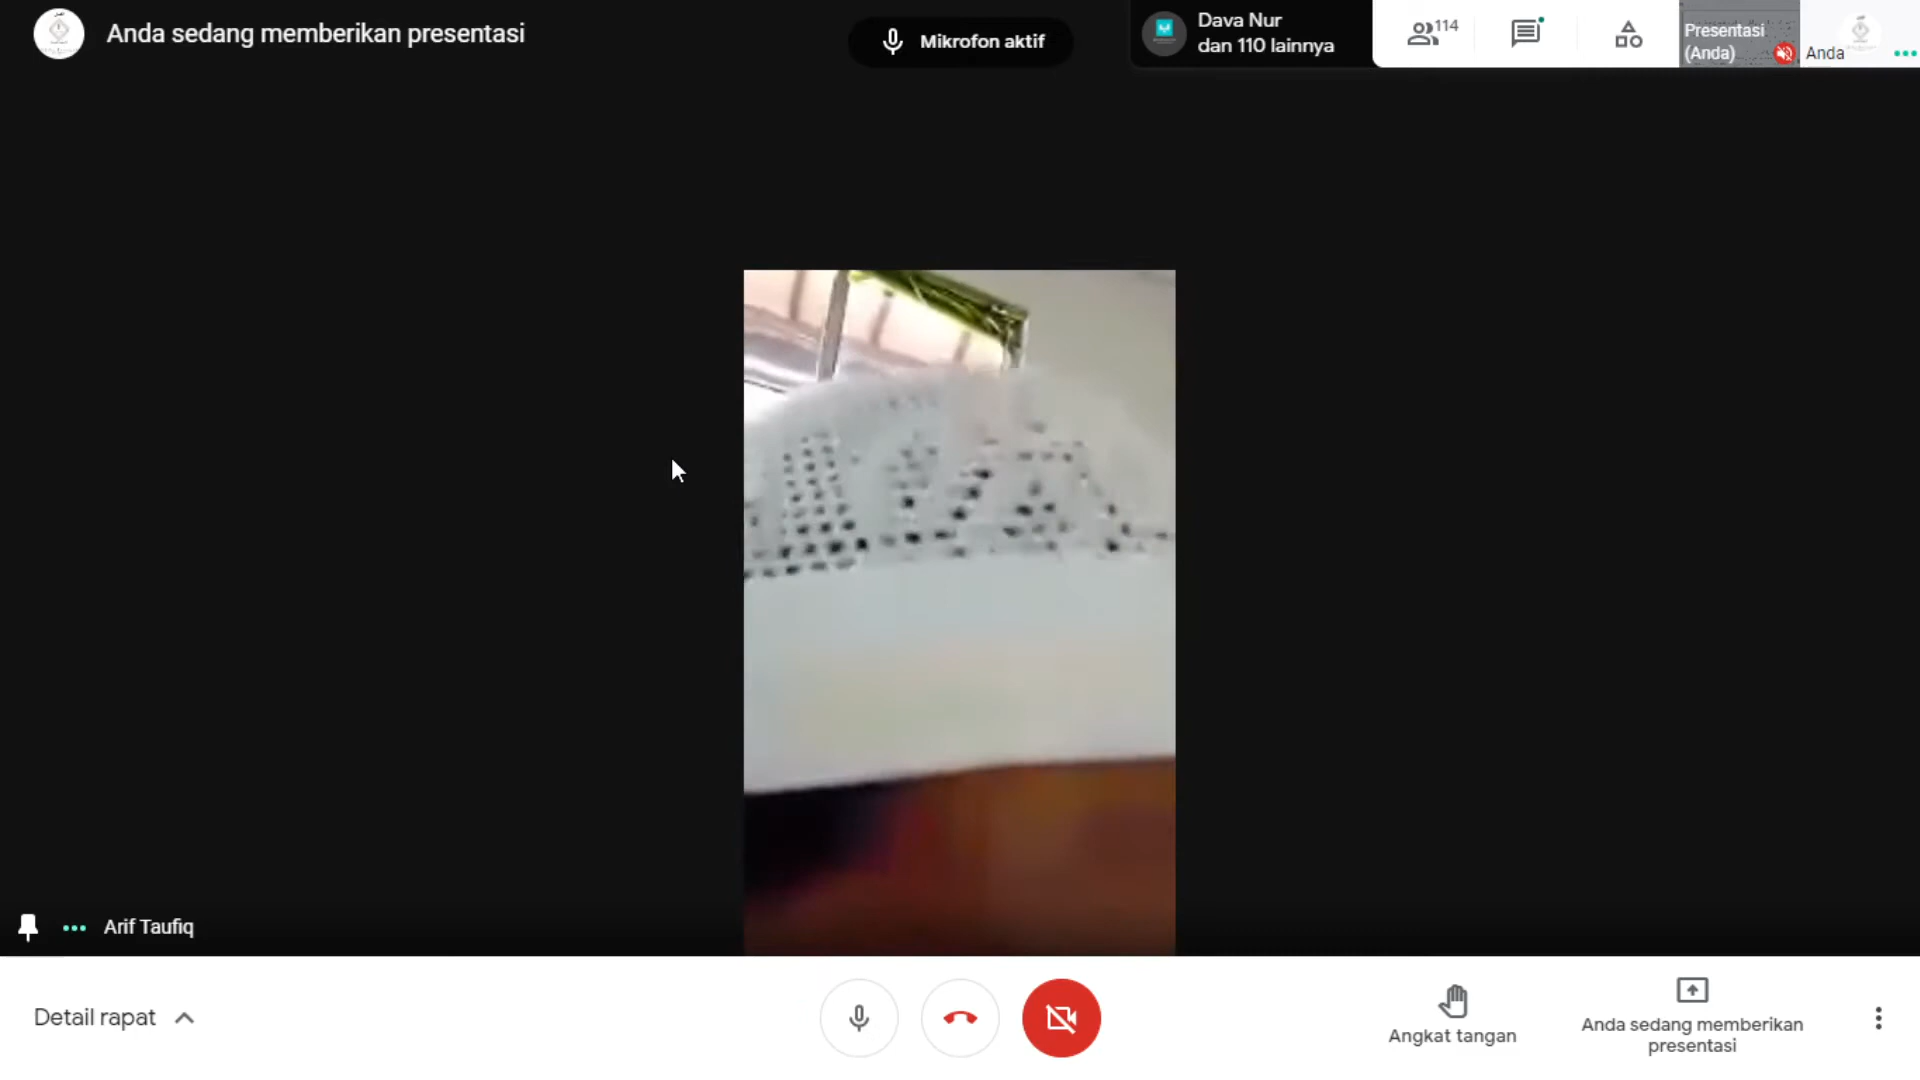 Anda sedang memberikan presentasi
Mikrofon aktif
Dava Nur
dan 110 lainnya
114
Presentasi
(Anda)
Anda
Arif Taufiq
Detail rapat
Angkat tangan
Anda sedang memberikan
presentasi